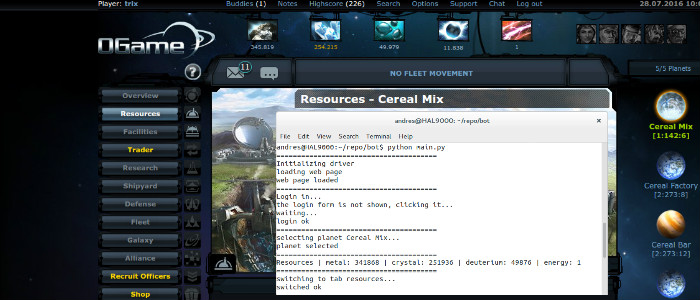 Player: trix Buddies (1) Notes Highscore (226) Search Options Support Chat Log out 28.07.2016 10:
OGame
345.819 254.215 49.979 11.638 1
?
11
NO FLEET MOVEMENT
5/5 Planets
Overview
Resources
Facilities
Trader
Research
Shipyard
Defense
Fleet
Galaxy
Alliance
Recruit Officers
Shop
Resources - Cereal Mix
andres@HAL9000: ~/repo/bot
×
File Edit View Search Terminal Help
andres@HAL9000:~/repo/bot$ python main.py
========================================
Initializing driver
loading web page
web page loaded
========================================
Login in...
the login form is not shown, clicking it...
waiting...
login ok
========================================
selecting planet Cereal Mix...
planet selected
========================================
Resources | metal: 341868 | crystal: 251936 | deuterium: 49876 | energy: 1
========================================
switching to tab resources...
switched ok
Cereal Mix
[1:142:6]
Cereal Factory
[2:273:8]
Cereal Bar
[2:273:12]